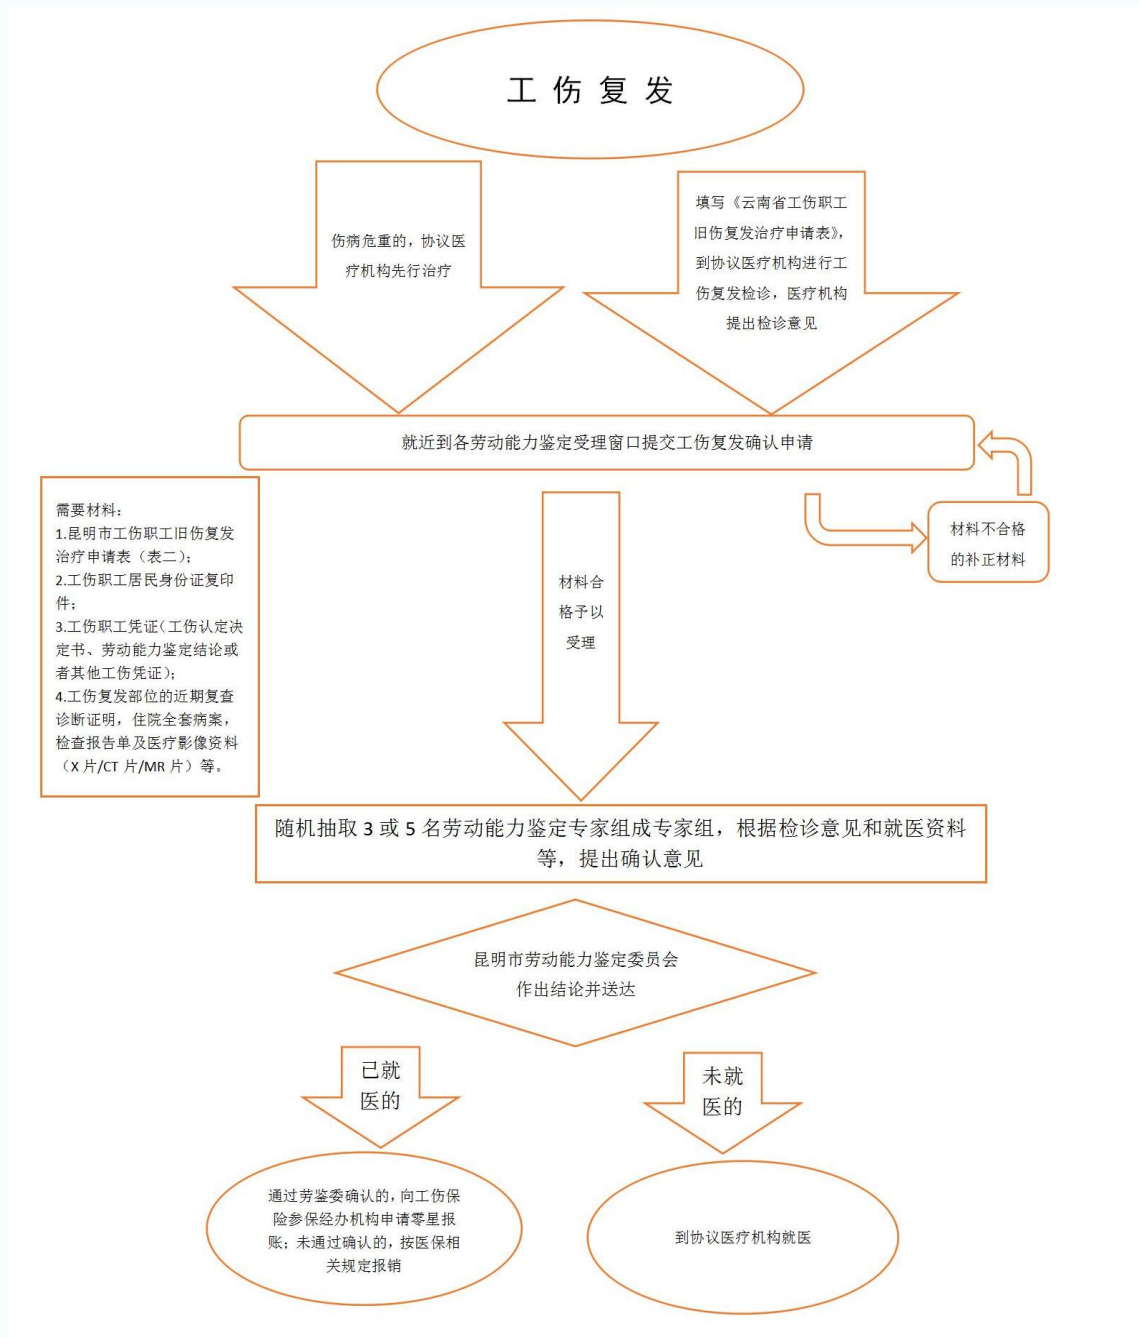 工伤复发
伤病危重的，协议医
疗机构先行治疗
填写《云南省工伤职工
旧伤复发治疗申请表》，
到协议医疗机构进行工
伤复发检诊，医疗机构
提出检诊意见
就近到各劳动能力鉴定受理窗口提交工伤复发确认申请
需要材料：
1.昆明市工伤职工旧伤复发
治疗申请表（表二）；
2.工伤职工居民身份证复印
件；
3.工伤职工凭证（工伤认定决
定书、劳动能力鉴定结论或
者其他工伤凭证）；
4.工伤复发部位的近期复查
诊断证明，住院全套病案，
检查报告单及医疗影像资料
（X 片/CT 片/MR 片）等。
材料合
格予以
受理
材料不合格
的补正材料
随机抽取 3 或 5 名劳动能力鉴定专家组成专家组，根据检诊意见和就医资料
等，提出确认意见
昆明市劳动能力鉴定委员会
作出结论并送达
已就
医的
未就
医的
通过劳鉴委确认的，向工伤保
险参保经办机构申请零星报
账；未通过确认的，按医保相
关规定报销
到协议医疗机构就医